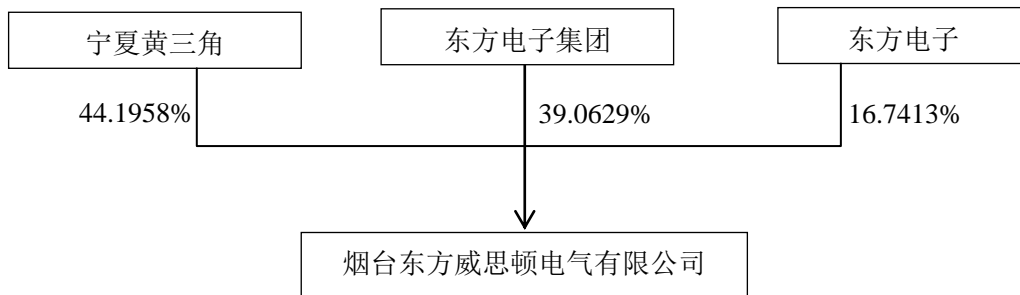 宁夏黄三角
东方电子集团
东方电子
44.1958%
39.0629%
16.7413%
烟台东方威思顿电气有限公司